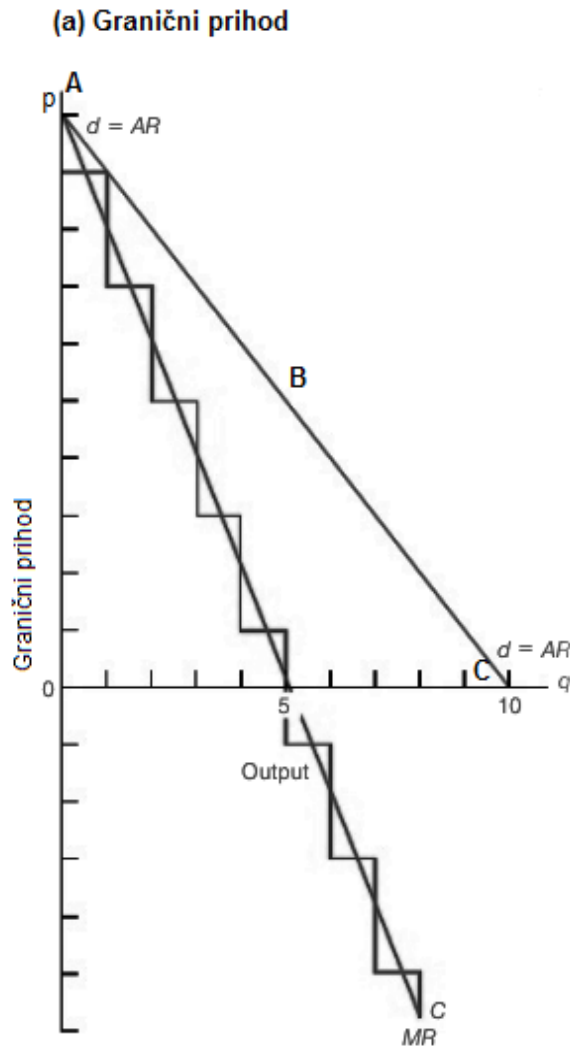 (a) Granični prihod
A
p
d = AR
B
Granični prihod
d = AR
0
5
C
10
q
Output
C
MR